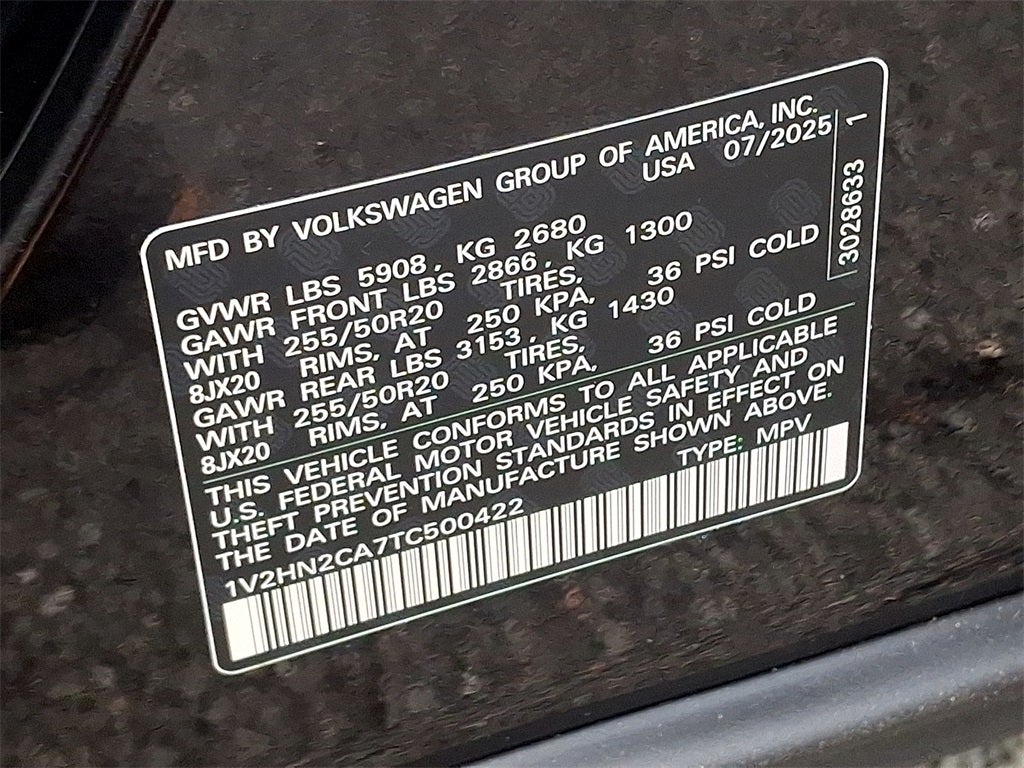 MFD BY VOLKSWAGEN GROUP OF AMERICA, INC.
USA 07/2025
GVWR LBS 5908, KG 2680
GAWR FRONT LBS 2866, KG 1300
WITH 255/50R20 TIRES,
8JX20 RIMS, AT 250 KPA, 36 PSI COLD
GAWR REAR LBS 3153, KG 1430
WITH 255/50R20 TIRES,
8JX20 RIMS, AT 250 KPA, 36 PSI COLD
THIS VEHICLE CONFORMS TO ALL APPLICABLE
U.S. FEDERAL MOTOR VEHICLE SAFETY AND
THEFT PREVENTION STANDARDS IN EFFECT ON
THE DATE OF MANUFACTURE SHOWN ABOVE.
1V2HN2CA7TC500422 TYPE: MPV
3028633 1